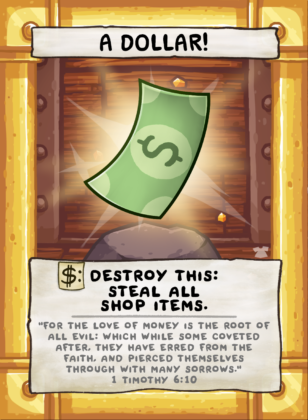 A DOLLAR!
$
$: DESTROY THIS:
STEAL ALL
SHOP ITEMS.
"FOR THE LOVE OF MONEY IS THE ROOT OF
ALL EVIL: WHICH WHILE SOME COVETED
AFTER, THEY HAVE ERRED FROM THE
FAITH, AND PIERCED THEMSELVES
THROUGH WITH MANY SORROWS."
1 TIMOTHY 6:10